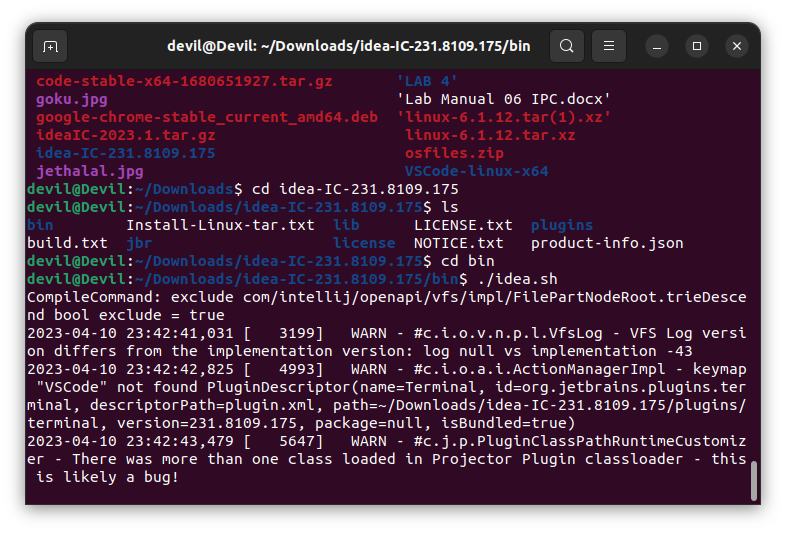 devil@Devil: ~/Downloads/idea-IC-231.8109.175/bin
code-stable-x64-1680651927.tar.gz 'LAB 4'
goku.jpg 'Lab Manual 06 IPC.docx'
google-chrome-stable_current_amd64.deb 'linux-6.1.12.tar(1).xz'
ideaIC-2023.1.tar.gz linux-6.1.12.tar.xz
idea-IC-231.8109.175 osfiles.zip
jethalal.jpg VSCode-linux-x64
devil@Devil:~/Downloads$ cd idea-IC-231.8109.175
devil@Devil:~/Downloads/idea-IC-231.8109.175$ ls
bin Install-Linux-tar.txt lib LICENSE.txt plugins
build.txt jbr license NOTICE.txt product-info.json
devil@Devil:~/Downloads/idea-IC-231.8109.175$ cd bin
devil@Devil:~/Downloads/idea-IC-231.8109.175/bin$ ./idea.sh
CompileCommand: exclude com/intellij/openapi/vfs/impl/FilePartNodeRoot.trieDesce
nd bool exclude = true
2023-04-10 23:42:41,031 [   3199]   WARN - #c.i.o.v.n.p.l.VfsLog - VFS Log versi
on differs from the implementation version: log null vs implementation -43
2023-04-10 23:42:42,825 [   4993]   WARN - #c.i.o.a.i.ActionManagerImpl - keymap
"VSCode" not found PluginDescriptor(name=Terminal, id=org.jetbrains.plugins.ter
minal, descriptorPath=plugin.xml, path=~/Downloads/idea-IC-231.8109.175/plugins/
terminal, version=231.8109.175, package=null, isBundled=true)
2023-04-10 23:42:43,479 [   5647]   WARN - #c.j.p.PluginClassPathRuntimeCustomiz
er - There was more than one class loaded in Projector Plugin classloader - this
is likely a bug!